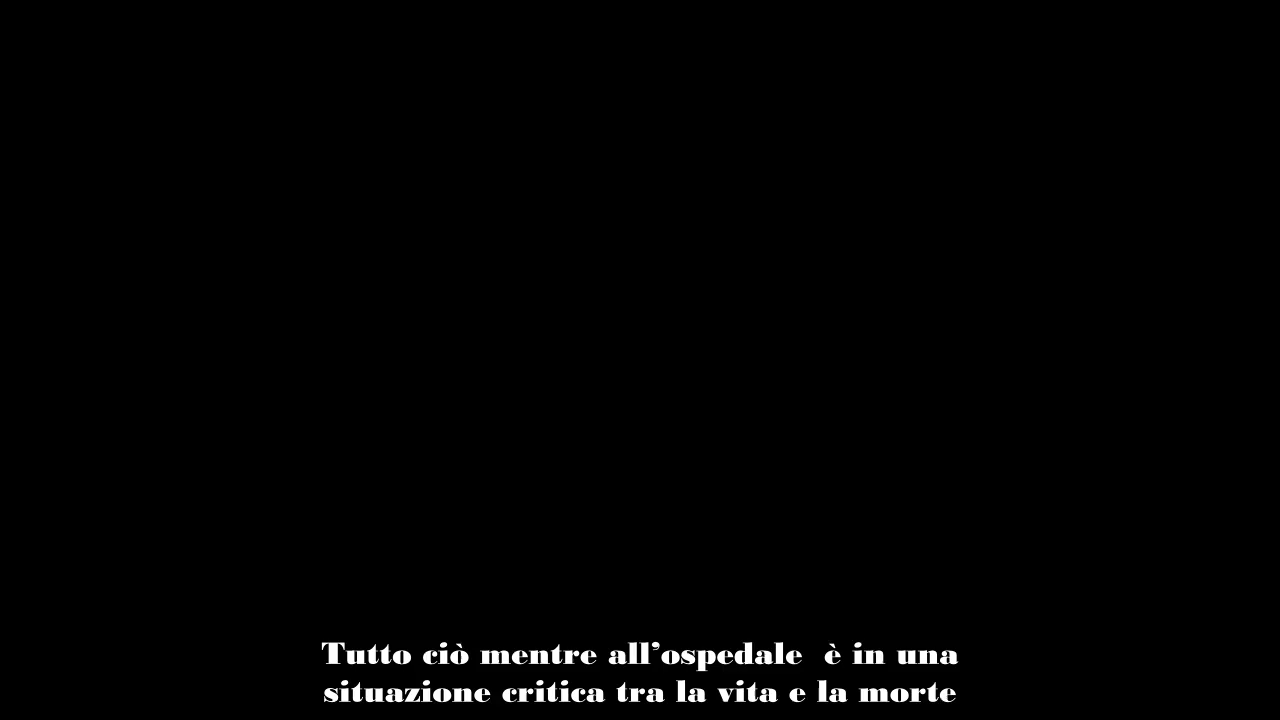 Tutto ciò mentre all’ospedale  è in una
situazione critica tra la vita e la morte